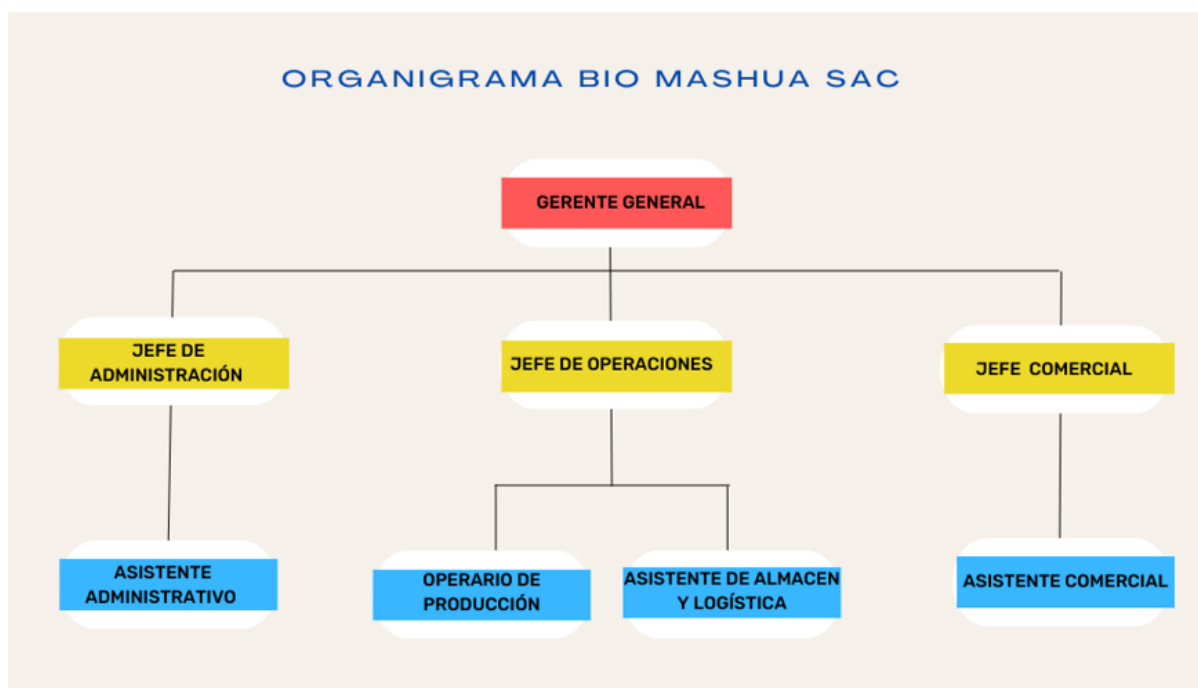 ORGANIGRAMA BIO MASHUA SAC
GERENTE GENERAL
JEFE DE
ADMINISTRACIÓN
JEFE DE OPERACIONES
JEFE COMERCIAL
ASISTENTE
ADMINISTRATIVO
OPERARIO DE
PRODUCCIÓN
ASISTENTE DE ALMACEN
Y LOGÍSTICA
ASISTENTE COMERCIAL